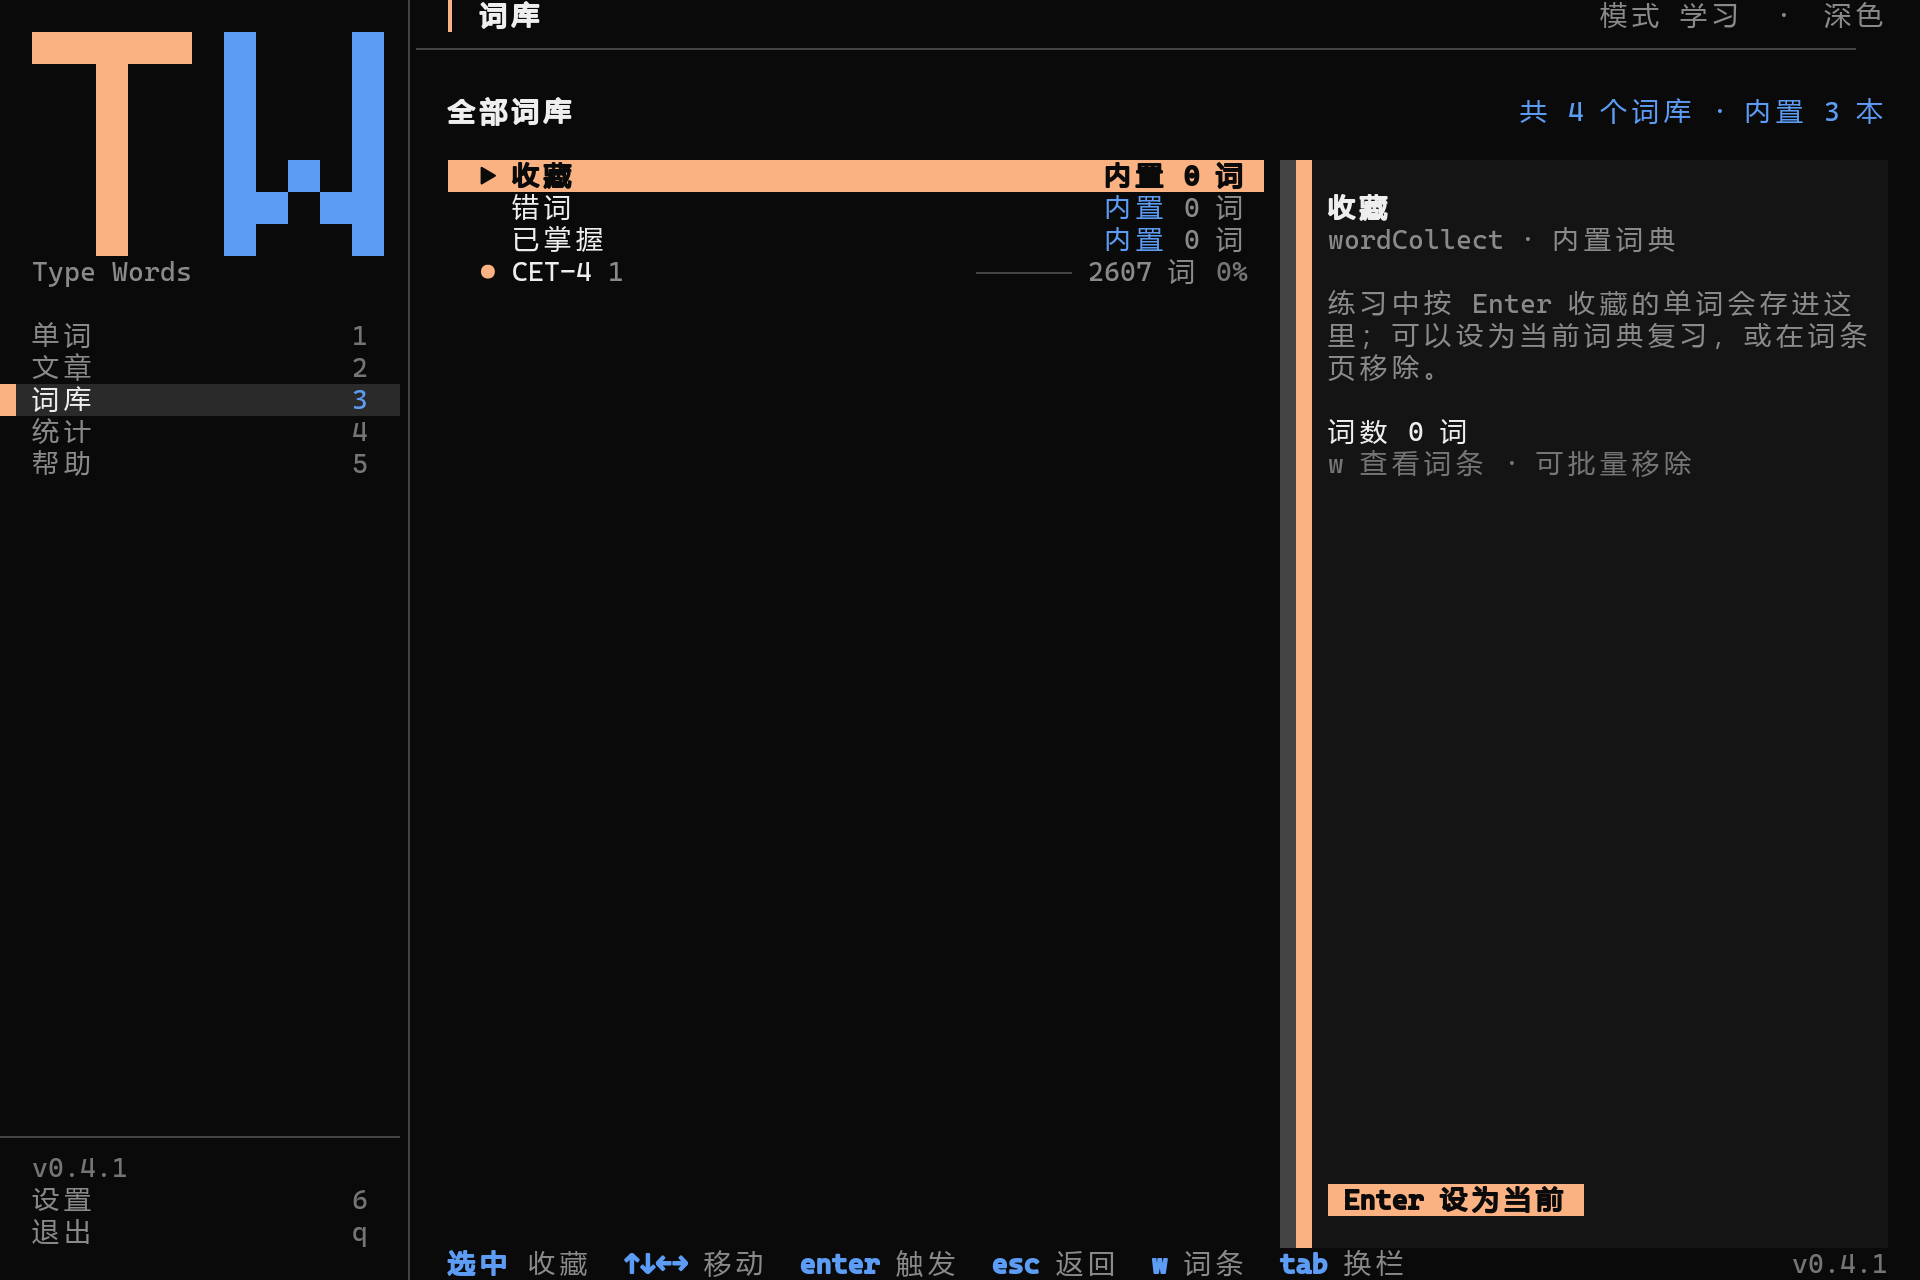 TW
Type Words
单词 1
文章 2
词库 3
统计 4
帮助 5
v0.4.1
设置 6
退出 q
词库
模式 学习 · 深色
全部词库
共 4 个词库 · 内置 3 本
▶ 收藏 内置 0 词
错词 内置 0 词
已掌握 内置 0 词
● CET-4 1 2607 词 0%
收藏
wordCollect · 内置词典
练习中按 Enter 收藏的单词会存进这
里；可以设为当前词典复习，或在词条
页移除。
词数 0 词
w 查看词条 · 可批量移除
Enter 设为当前
选中 收藏 ↑↓←→ 移动 enter 触发 esc 返回 w 词条 tab 换栏 v0.4.1